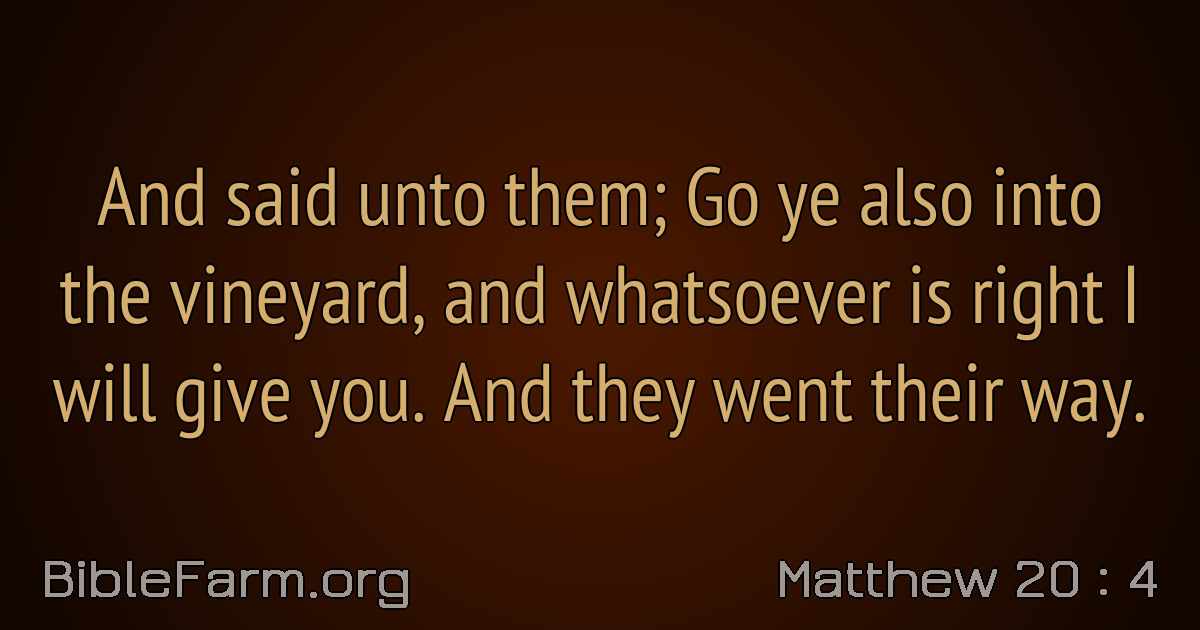 And said unto them; Go ye also into
the vineyard, and whatsoever is right I
will give you. And they went their way.
BibleFarm.org
Matthew 20 : 4